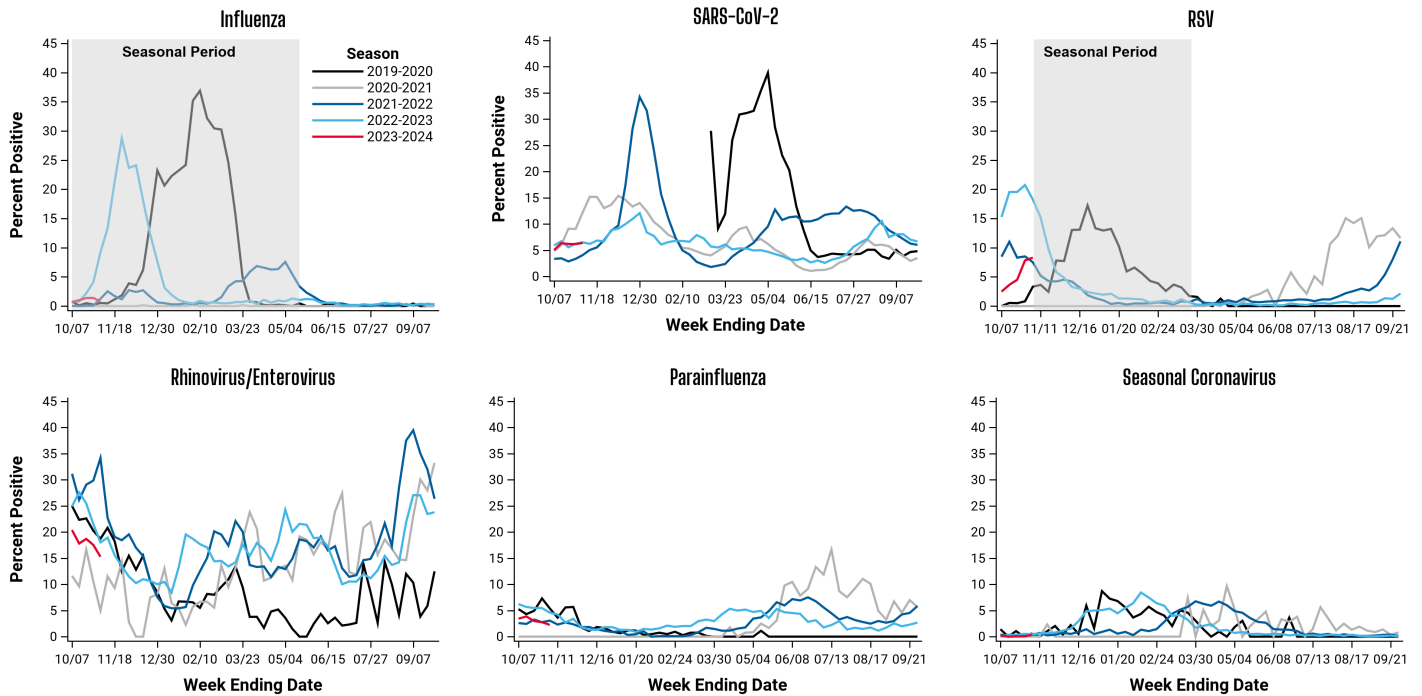 Influenza
Percent Positive
45
40
35
30
25
20
15
10
5
0
Seasonal Period
Season
2019-2020
2020-2021
2021-2022
2022-2023
2023-2024
10/07 11/18 12/30 02/10 03/23 05/04 06/15 07/27 09/07
SARS-CoV-2
Percent Positive
45
40
35
30
25
20
15
10
5
0
10/07 11/18 12/30 02/10 03/23 05/04 06/15 07/27 09/07
Week Ending Date
RSV
45
40
35
30
25
20
15
10
5
0
Seasonal Period
10/07 11/11 12/16 01/20 02/24 03/30 05/04 06/08 07/13 08/17 09/21
Rhinovirus/Enterovirus
Percent Positive
45
40
35
30
25
20
15
10
5
0
10/07 11/18 12/30 02/10 03/23 05/04 06/15 07/27 09/07
Week Ending Date
Parainfluenza
45
40
35
30
25
20
15
10
5
0
10/07 11/11 12/16 01/20 02/24 03/30 05/04 06/08 07/13 08/17 09/21
Week Ending Date
Seasonal Coronavirus
45
40
35
30
25
20
15
10
5
0
10/07 11/11 12/16 01/20 02/24 03/30 05/04 06/08 07/13 08/17 09/21
Week Ending Date